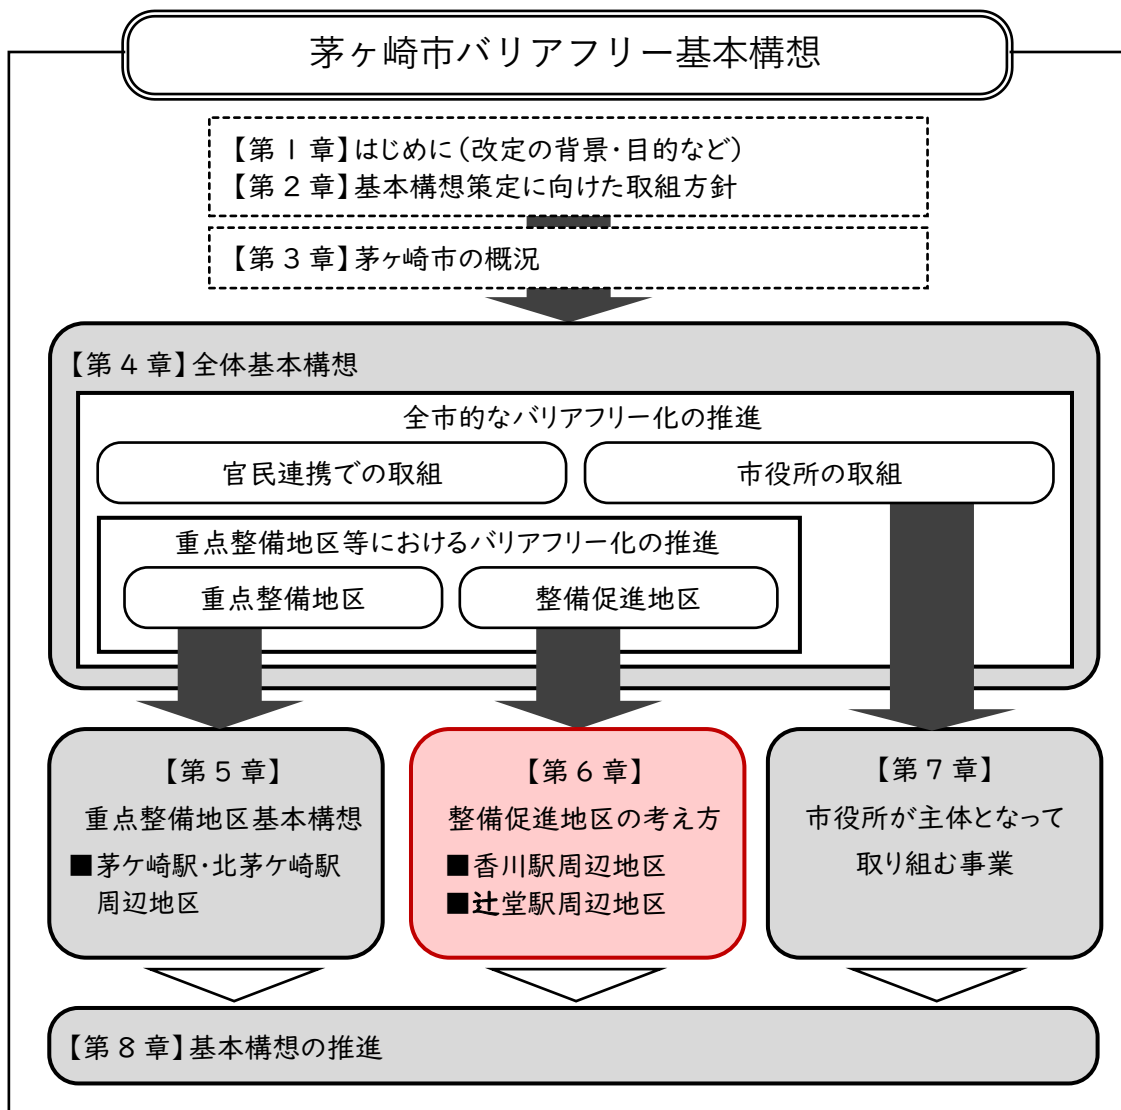 茅ヶ崎市バリアフリー基本構想
【第１章】はじめに（改定の背景・目的など）
【第２章】基本構想策定に向けた取組方針
【第３章】茅ヶ崎市の概況
【第４章】全体基本構想
全市的なバリアフリー化の推進
官民連携での取組
市役所の取組
重点整備地区等におけるバリアフリー化の推進
重点整備地区
整備促進地区
【第５章】
重点整備地区基本構想
■茅ケ崎駅・北茅ケ崎駅
周辺地区
【第６章】
整備促進地区の考え方
■香川駅周辺地区
■辻堂駅周辺地区
【第７章】
市役所が主体となって
取り組む事業
【第８章】基本構想の推進